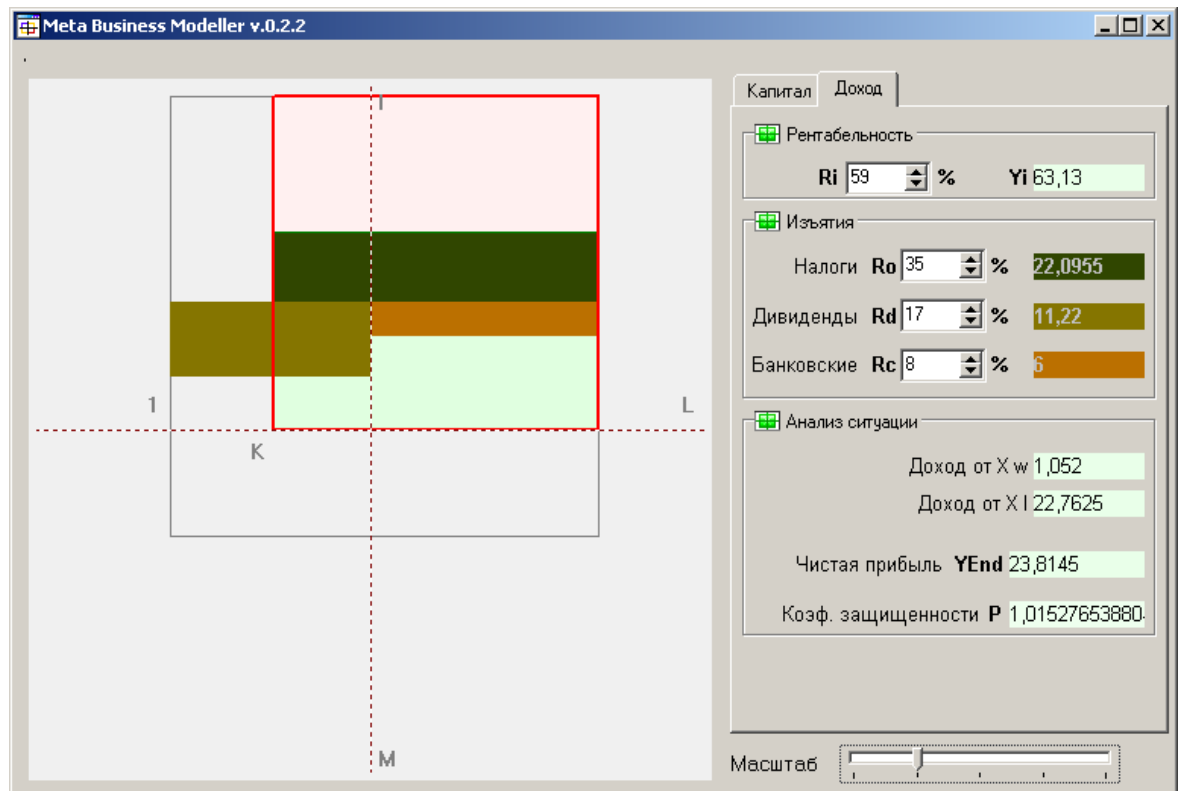 Meta Business Modeller v.0.2.2
.
I
1
L
K
M
Капитал Доход
Рентабельность
Ri 59 % Yi 63,13
Изъятия
Налоги Ro 35 % 22,0955
Дивиденды Rd 17 % 11,22
Банковские Rc 8 % 6
Анализ ситуации
Доход от X w 1,052
Доход от X l 22,7625
Чистая прибыль YEnd 23,8145
Коэф. защищенности P 1,01527653880
Масштаб